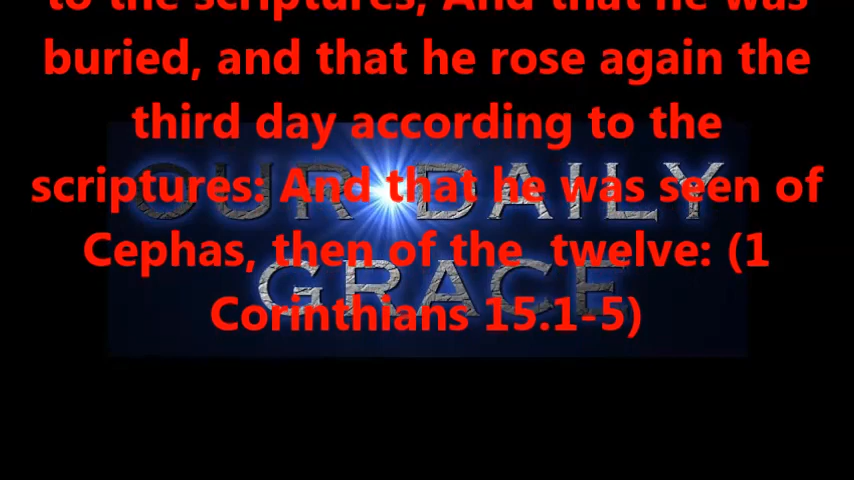 to the scriptures; And that he was
buried, and that he rose again the
third day according to the
scriptures: And that he was seen of
Cephas, then of the  twelve: (1
Corinthians 15.1-5)
OUR DAILY
GRACE